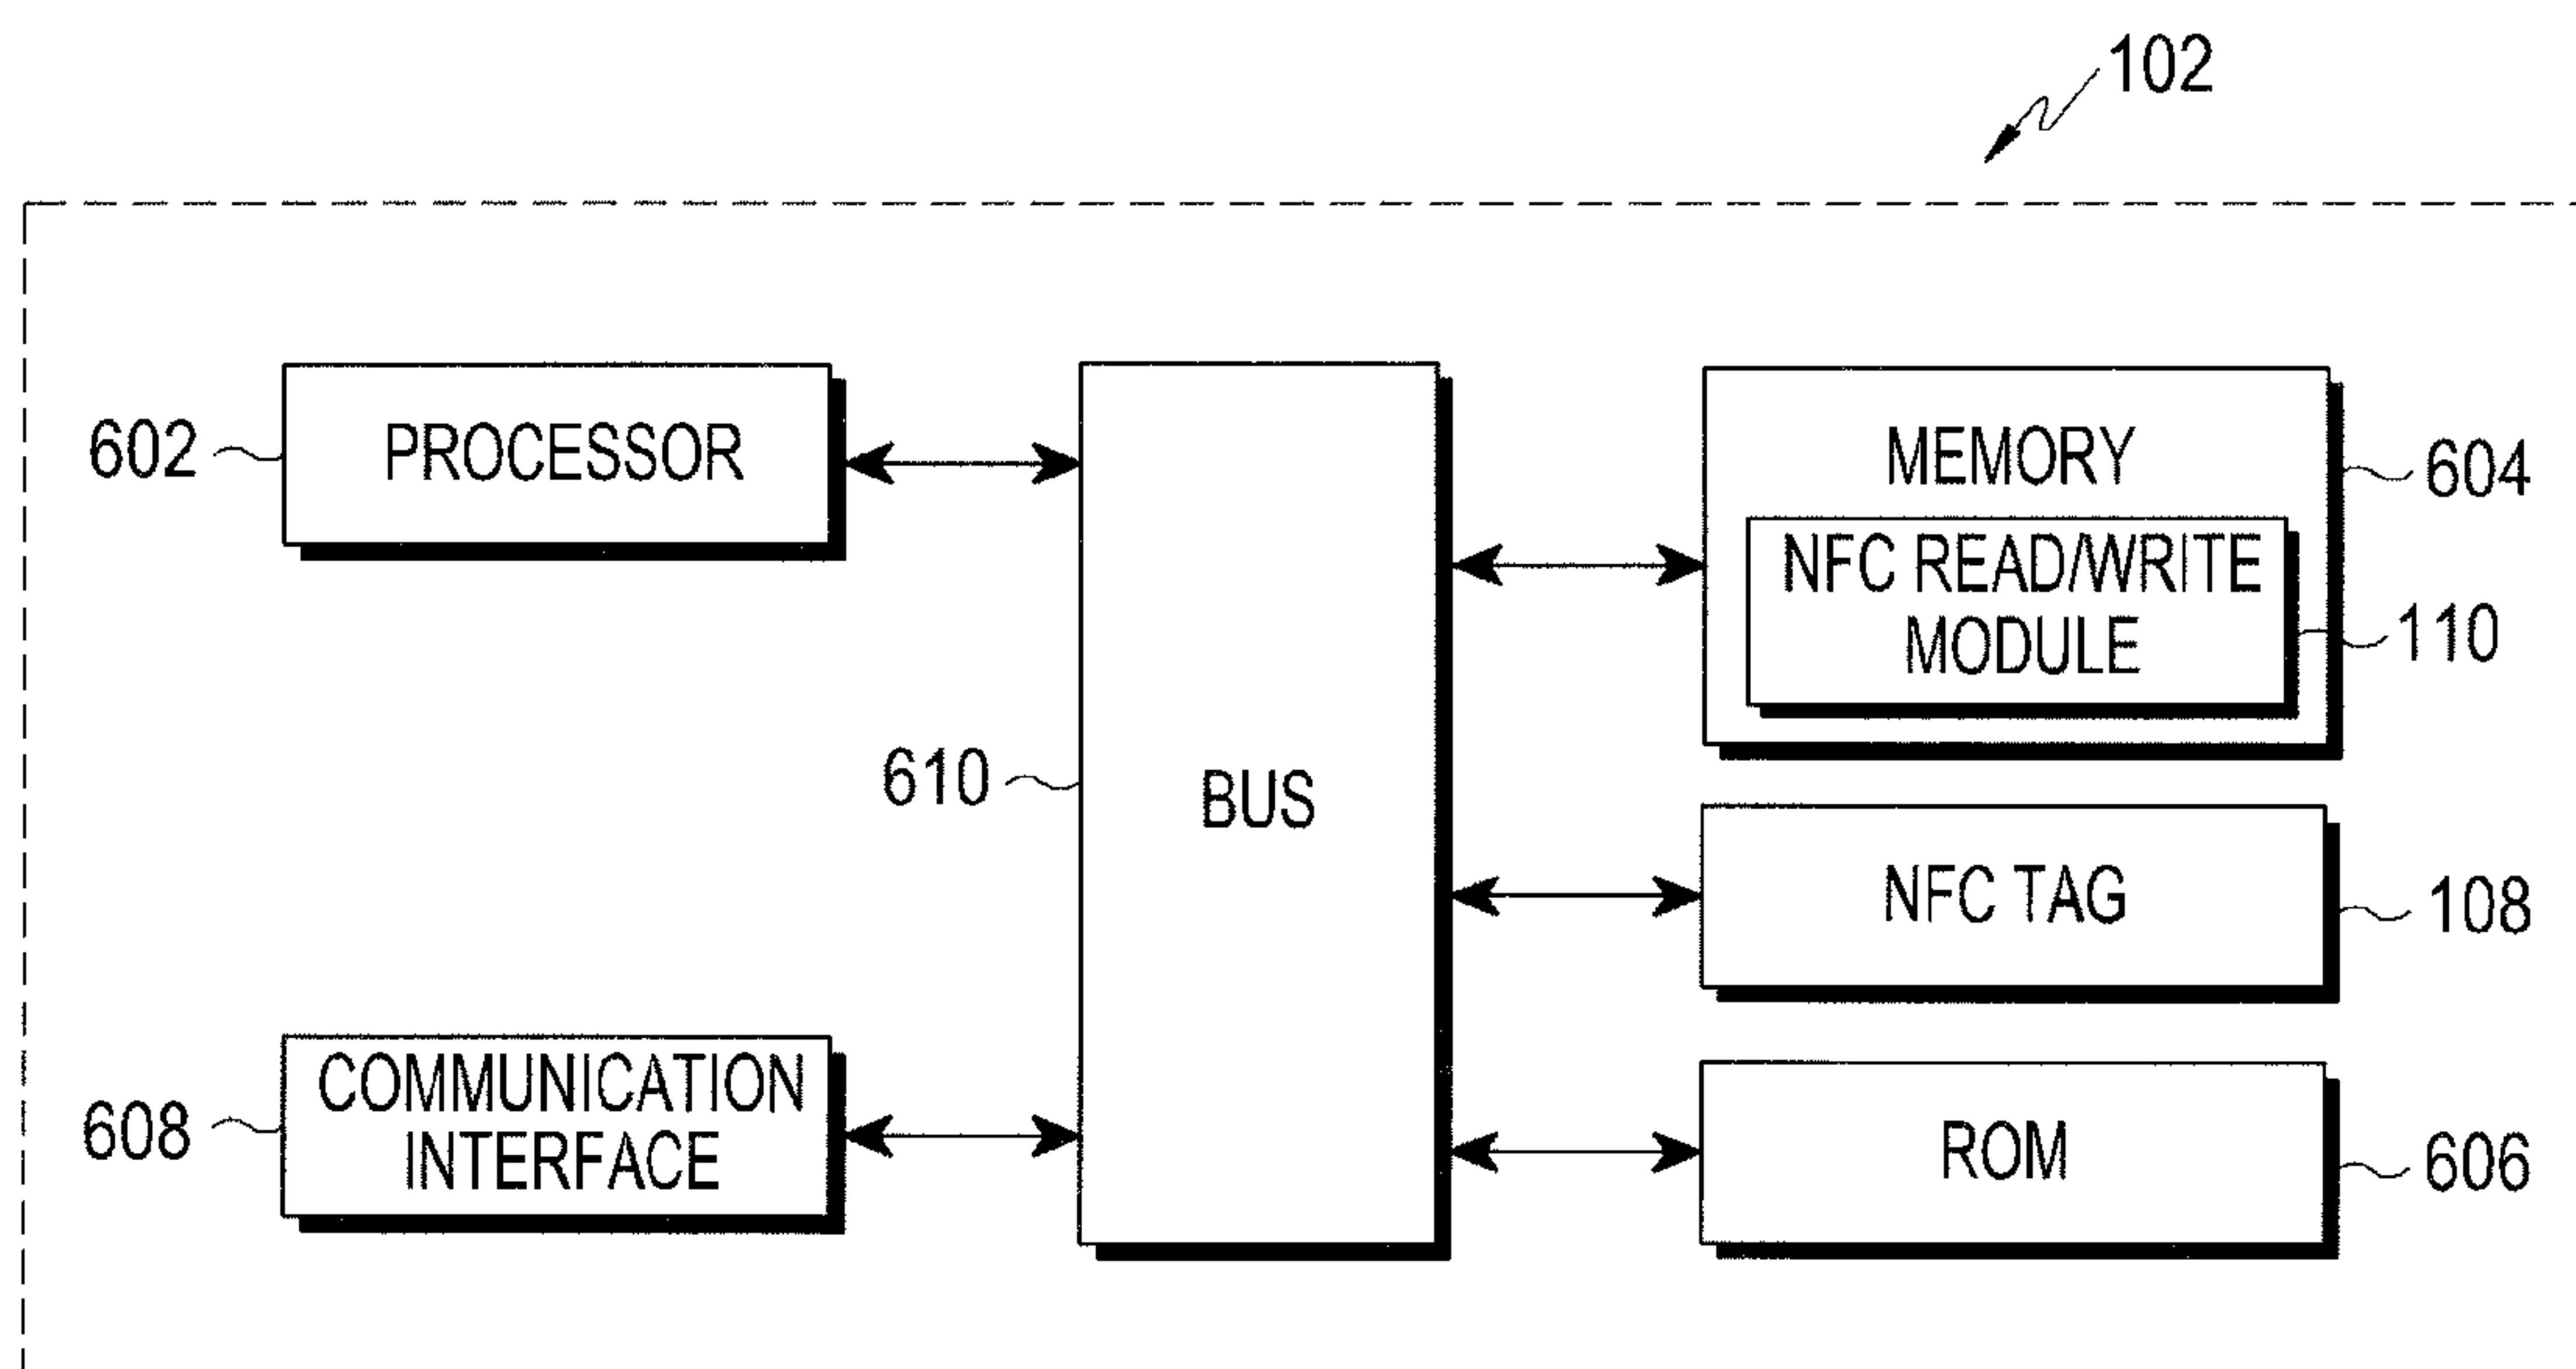 102
602
PROCESSOR
MEMORY
604
NFC READ/WRITE
MODULE
110
610
BUS
NFC TAG
108
608
COMMUNICATION
INTERFACE
ROM
606